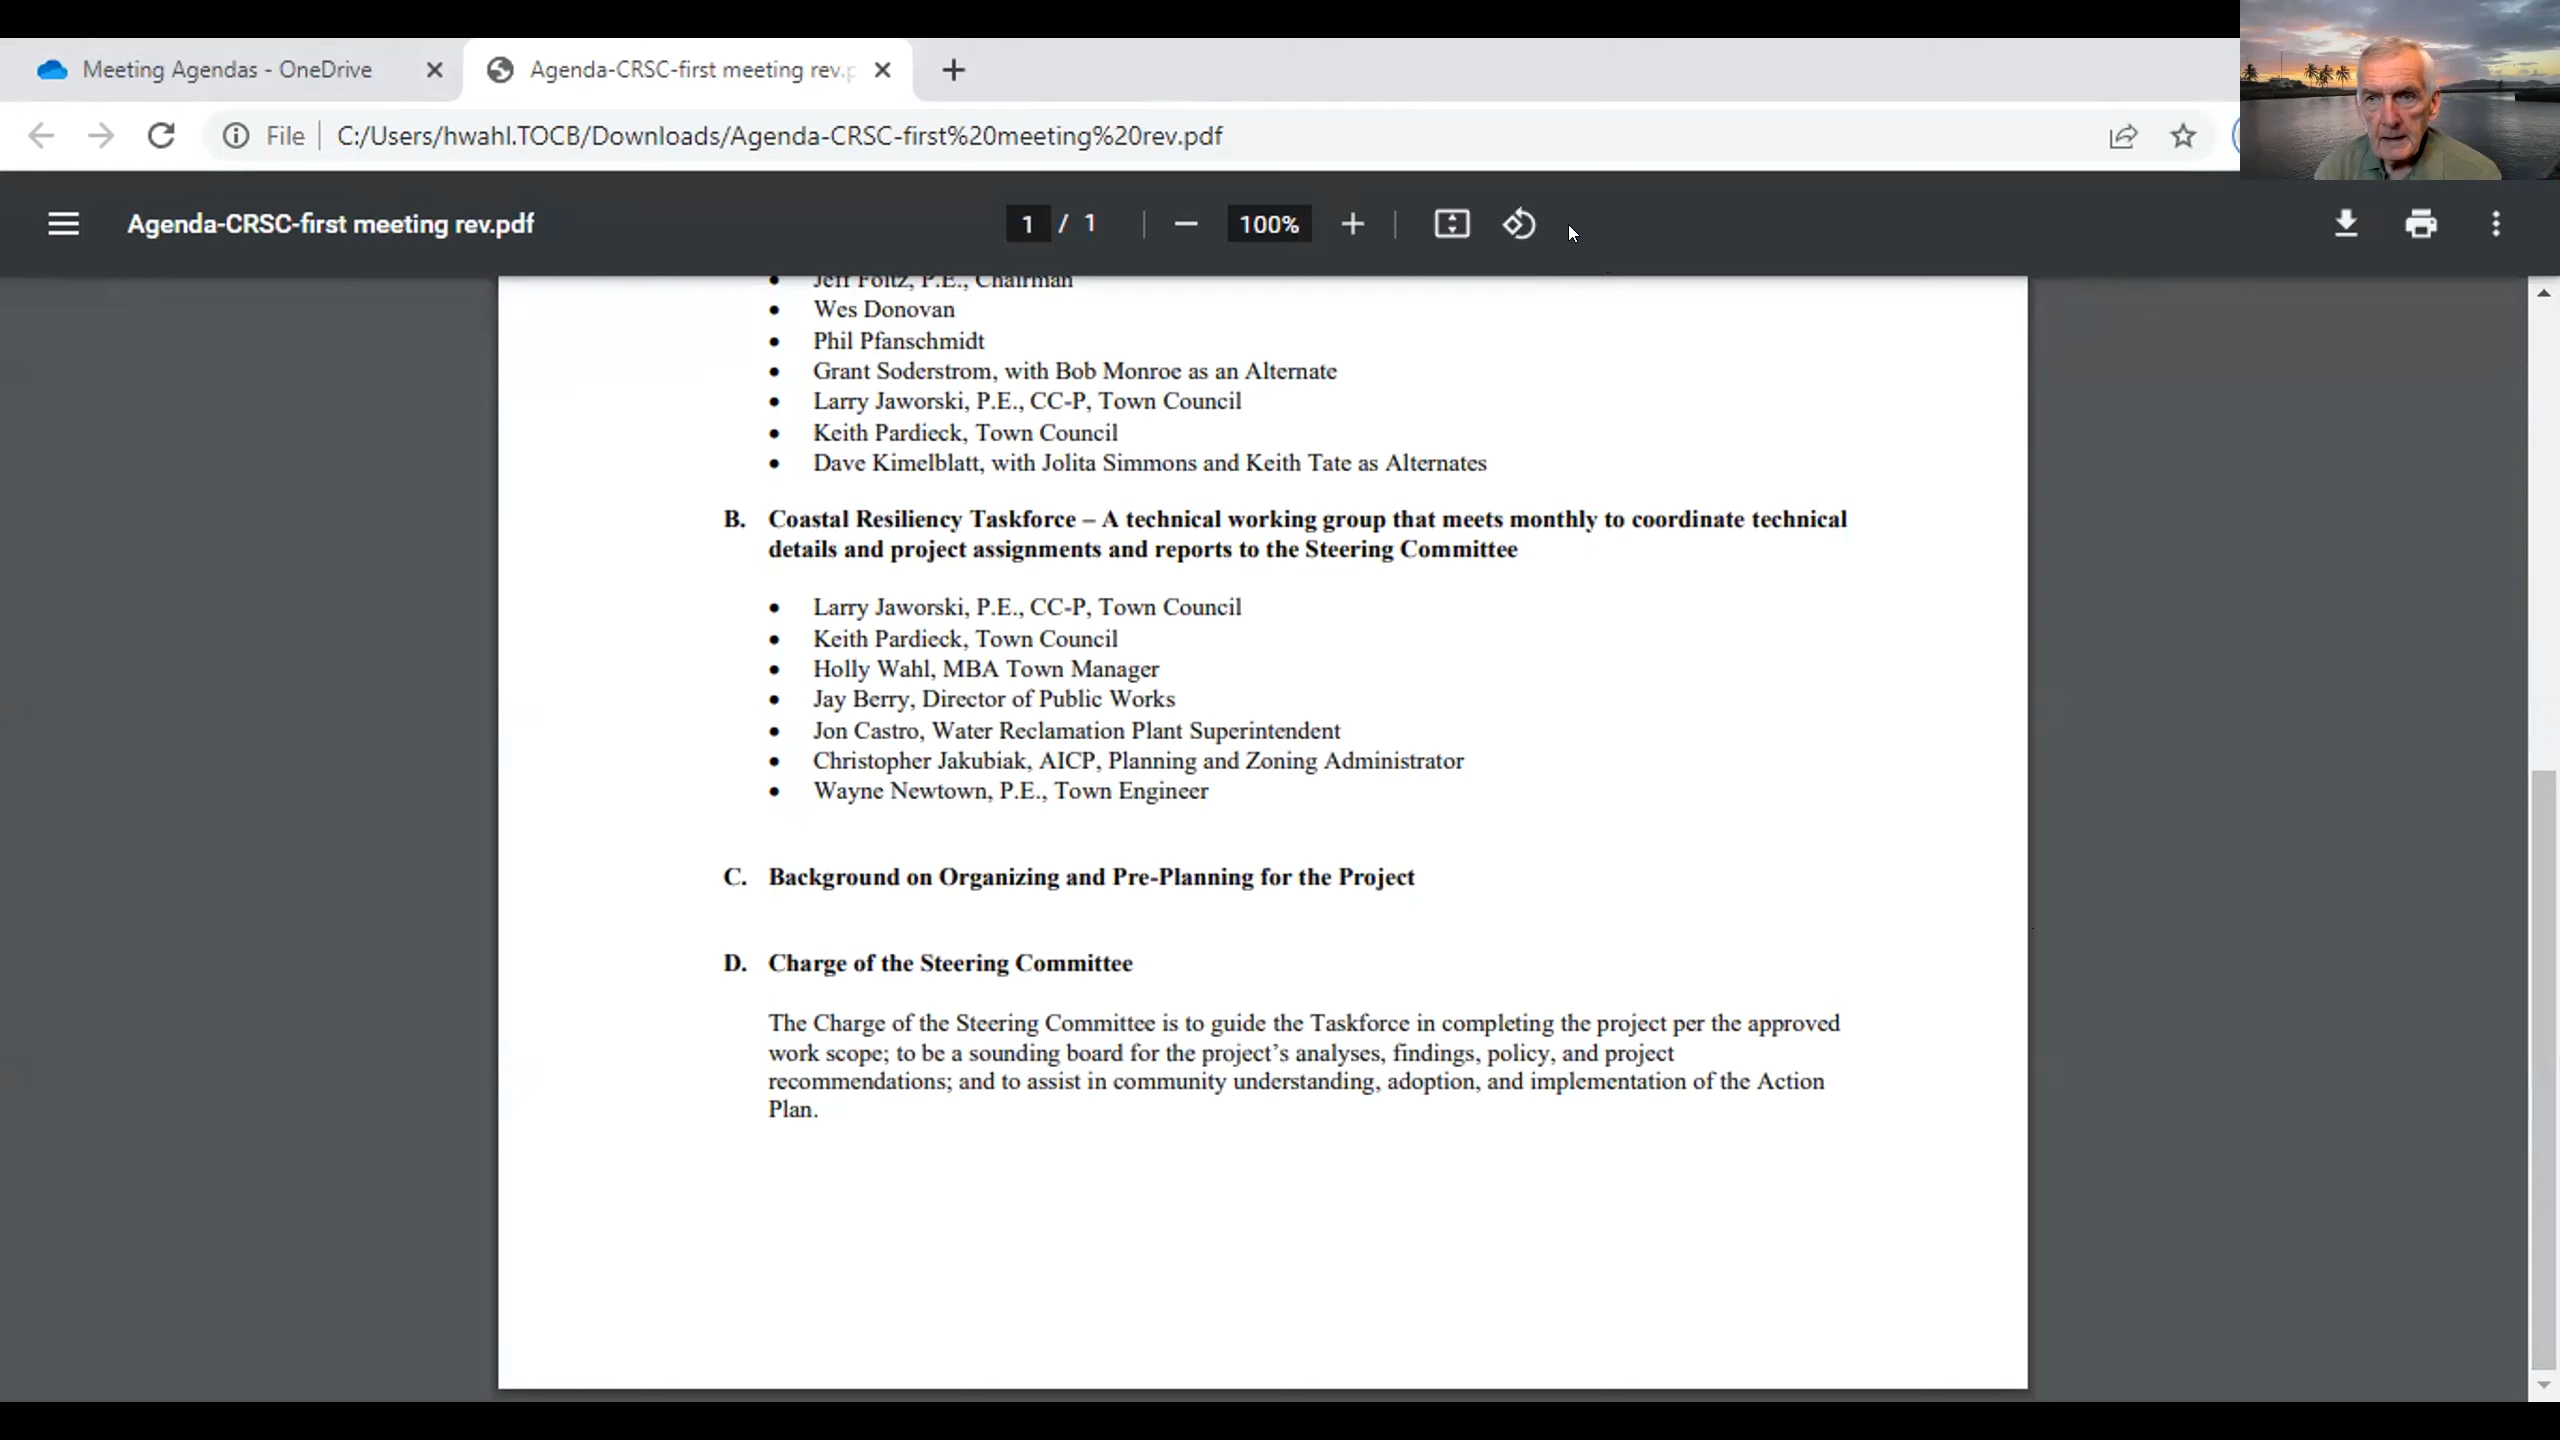 Meeting Agendas - OneDrive
Agenda-CRSC-first meeting rev.p
File
C:/Users/hwahl.TOCB/Downloads/Agenda-CRSC-first%20meeting%20rev.pdf
Agenda-CRSC-first meeting rev.pdf
1 / 1
100%
• Jeff Foltz, P.E., Chairman
• Wes Donovan
• Phil Pfanschmidt
• Grant Soderstrom, with Bob Monroe as an Alternate
• Larry Jaworski, P.E., CC-P, Town Council
• Keith Pardieck, Town Council
• Dave Kimelblatt, with Jolita Simmons and Keith Tate as Alternates
B. Coastal Resiliency Taskforce – A technical working group that meets monthly to coordinate technical
details and project assignments and reports to the Steering Committee
• Larry Jaworski, P.E., CC-P, Town Council
• Keith Pardieck, Town Council
• Holly Wahl, MBA Town Manager
• Jay Berry, Director of Public Works
• Jon Castro, Water Reclamation Plant Superintendent
• Christopher Jakubiak, AICP, Planning and Zoning Administrator
• Wayne Newtown, P.E., Town Engineer
C. Background on Organizing and Pre-Planning for the Project
D. Charge of the Steering Committee
The Charge of the Steering Committee is to guide the Taskforce in completing the project per the approved
work scope; to be a sounding board for the project’s analyses, findings, policy, and project
recommendations; and to assist in community understanding, adoption, and implementation of the Action
Plan.